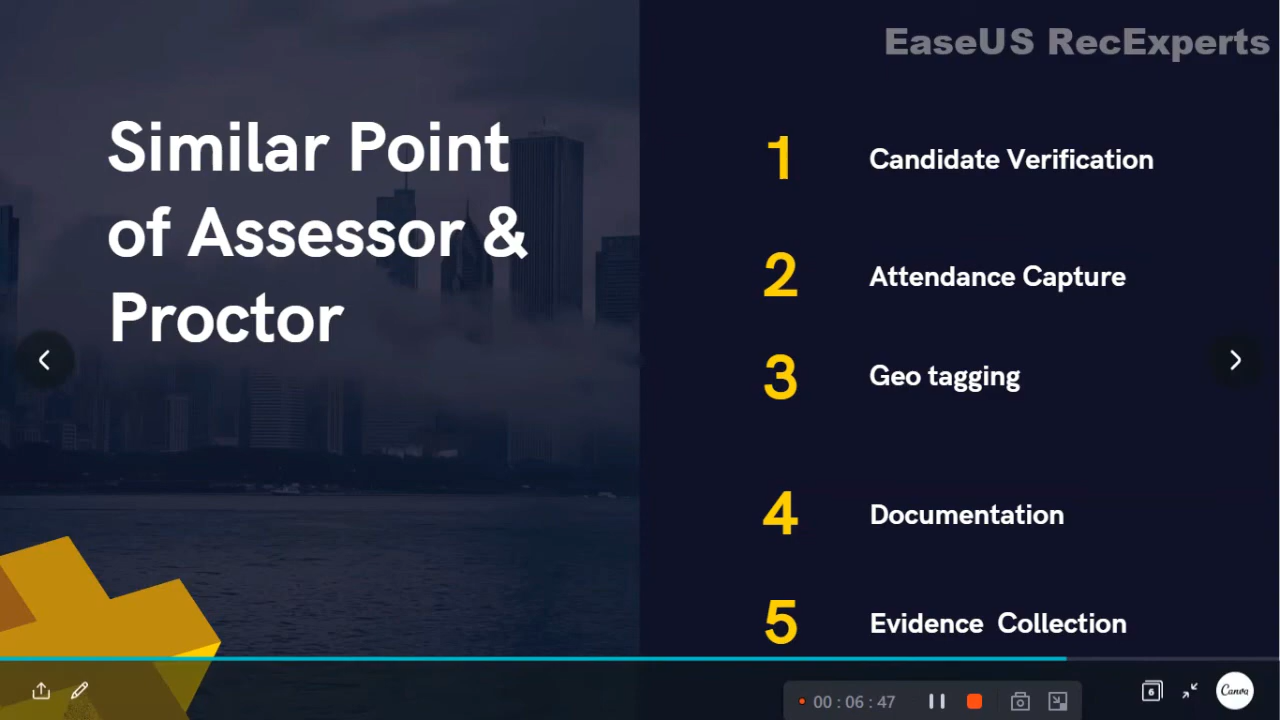 EaseUS RecExperts
Similar Point
of Assessor &
Proctor
1 Candidate Verification
2 Attendance Capture
3 Geo tagging
4 Documentation
5 Evidence Collection
00:06:47
6
Canva